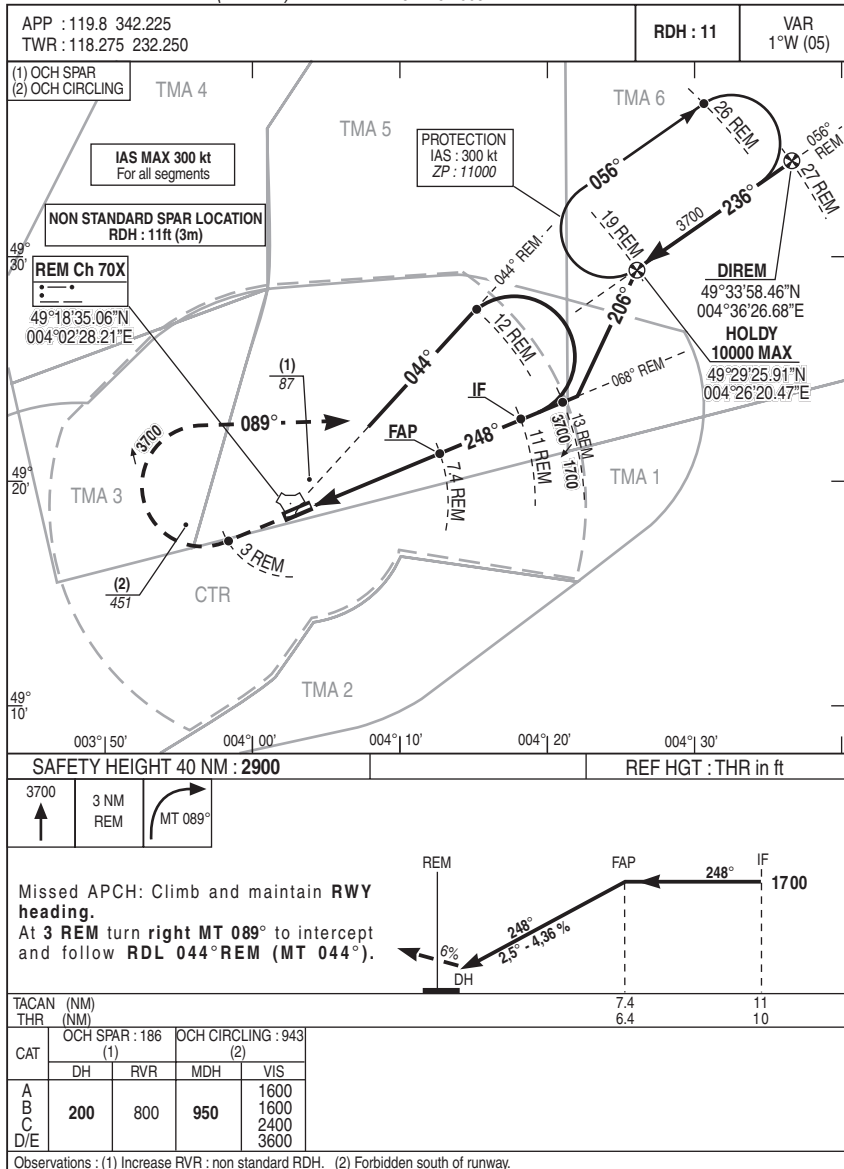 APP : 119.8 342.225
TWR : 118.275 232.250
RDH : 11
VAR
1°W (05)
(1) OCH SPAR
(2) OCH CIRCLING
TMA 4
TMA 5
TMA 6
IAS MAX 300 kt
For all segments
PROTECTION
IAS : 300 kt
ZP : 11000
NON STANDARD SPAR LOCATION
RDH : 11ft (3m)
REM Ch 70X
49°18'35.06"N
004°02'28.21"E
26 REM
056°
REM
056°
27 REM
236°
3700
19 REM
DIREM
49°33'58.46"N
004°36'26.68"E
HOLDY
10000 MAX
49°29'25.91"N
004°26'20.47"E
206°
044° REM
12 REM
044°
068° REM
49°
30'
(1)
87
IF
FAP
248°
089°
3700
13 REM
3700
1700
11 REM
7.4 REM
49°
20'
TMA 3
TMA 1
3 REM
(2)
451
CTR
TMA 2
49°
10'
003° 50'
004° 00'
004° 10'
004° 20'
004° 30'
SAFETY HEIGHT 40 NM : 2900
REF HGT : THR in ft
3700
3 NM
REM
MT 089°
Missed APCH: Climb and maintain RWY
heading.
At 3 REM turn right MT 089° to intercept
and follow RDL 044°REM (MT 044°).
REM
FAP
IF
248°
1700
248°
2,5° - 4,36 %
6%
DH
TACAN (NM)
7.4
11
THR (NM)
6.4
10
CAT
OCH SPAR : 186
(1)
OCH CIRCLING : 943
(2)
DH
RVR
MDH
VIS
A
B
C
D/E
200
800
950
1600
1600
2400
3600
Observations : (1) Increase RVR : non standard RDH. (2) Forbidden south of runway.